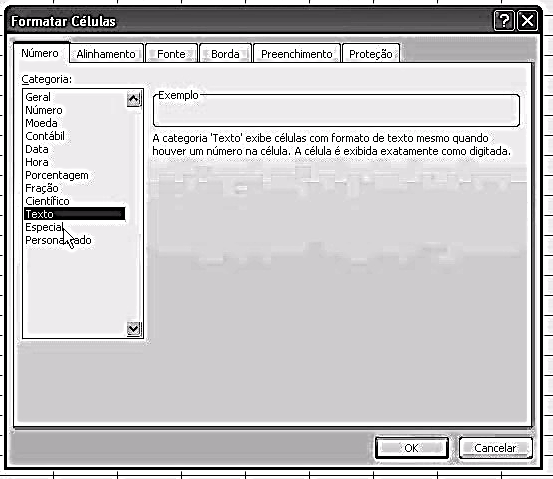 Formatar Células
Número Alinhamento Fonte Borda Preenchimento Proteção
Categoria:
Geral
Número
Moeda
Contábil
Data
Hora
Porcentagem
Fração
Científico
Texto
Especial
Personalizado
Exemplo
A categoria 'Texto' exibe células com formato de texto mesmo quando
houver um número na célula. A célula é exibida exatamente como digitada.
OK Cancelar